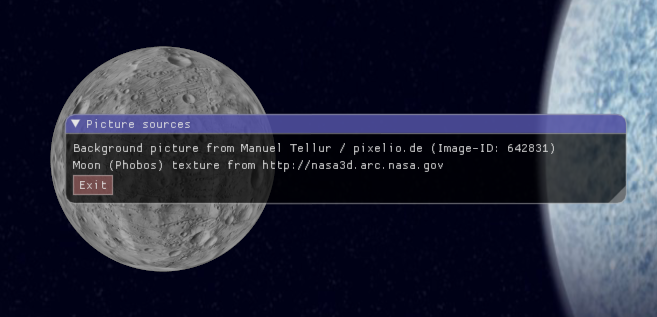 Picture sources
Background picture from Manuel Tellur / pixelio.de (Image-ID: 642831)
Moon (Phobos) texture from http://nasa3d.arc.nasa.gov
Exit